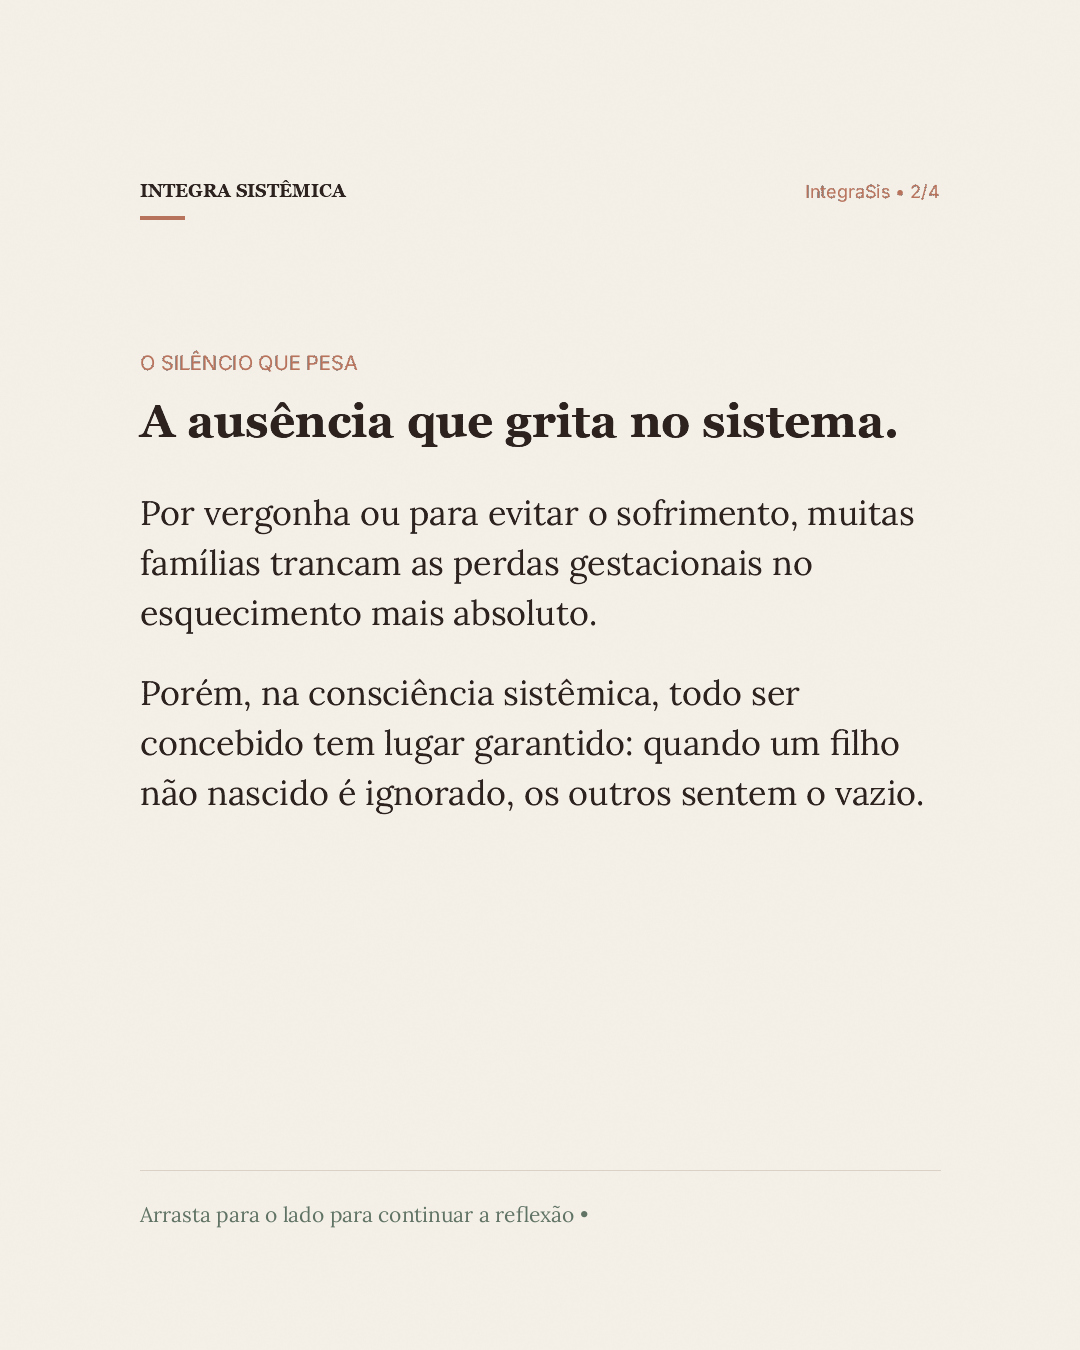 INTEGRA SISTÊMICA
IntegraSis • 2/4
O SILÊNCIO QUE PESA
A ausência que grita no sistema.
Por vergonha ou para evitar o sofrimento, muitas
famílias trancam as perdas gestacionais no
esquecimento mais absoluto.
Porém, na consciência sistêmica, todo ser
concebido tem lugar garantido: quando um filho
não nascido é ignorado, os outros sentem o vazio.
Arrasta para o lado para continuar a reflexão •